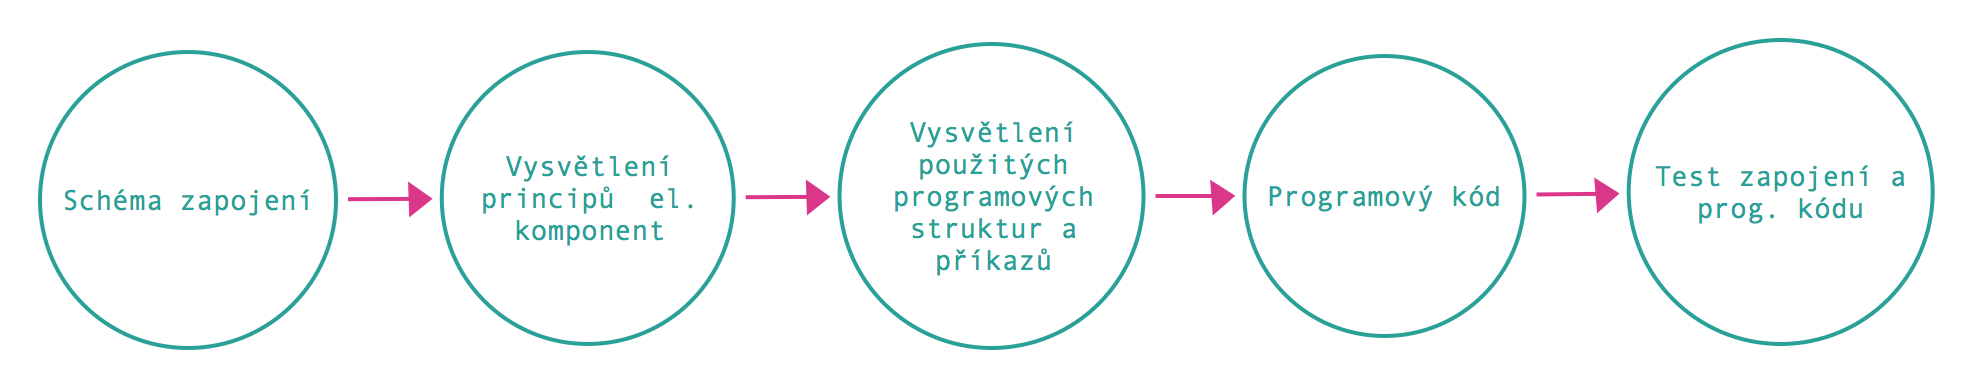 Schéma zapojení
Vysvětlení
principů  el.
komponent
Vysvětlení
použitých
programových
struktur a
příkazů
Programový kód
Test zapojení a
prog. kódu